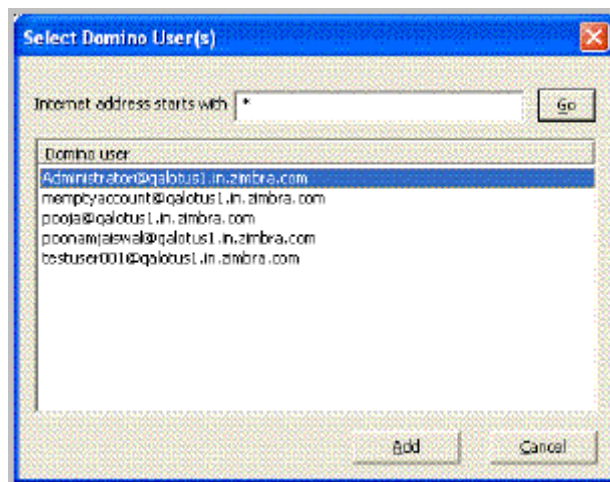 Select Domino User(s)
Internet address starts with * Go
Domino user
Administrator@qalotus1.in.zimbra.com
memptyaccount@qalotus1.in.zimbra.com
pooja@qalotus1.in.zimbra.com
poonamjaiswal@qalotus1.in.zimbra.com
testuser001@qalotus1.in.zimbra.com
Add Cancel